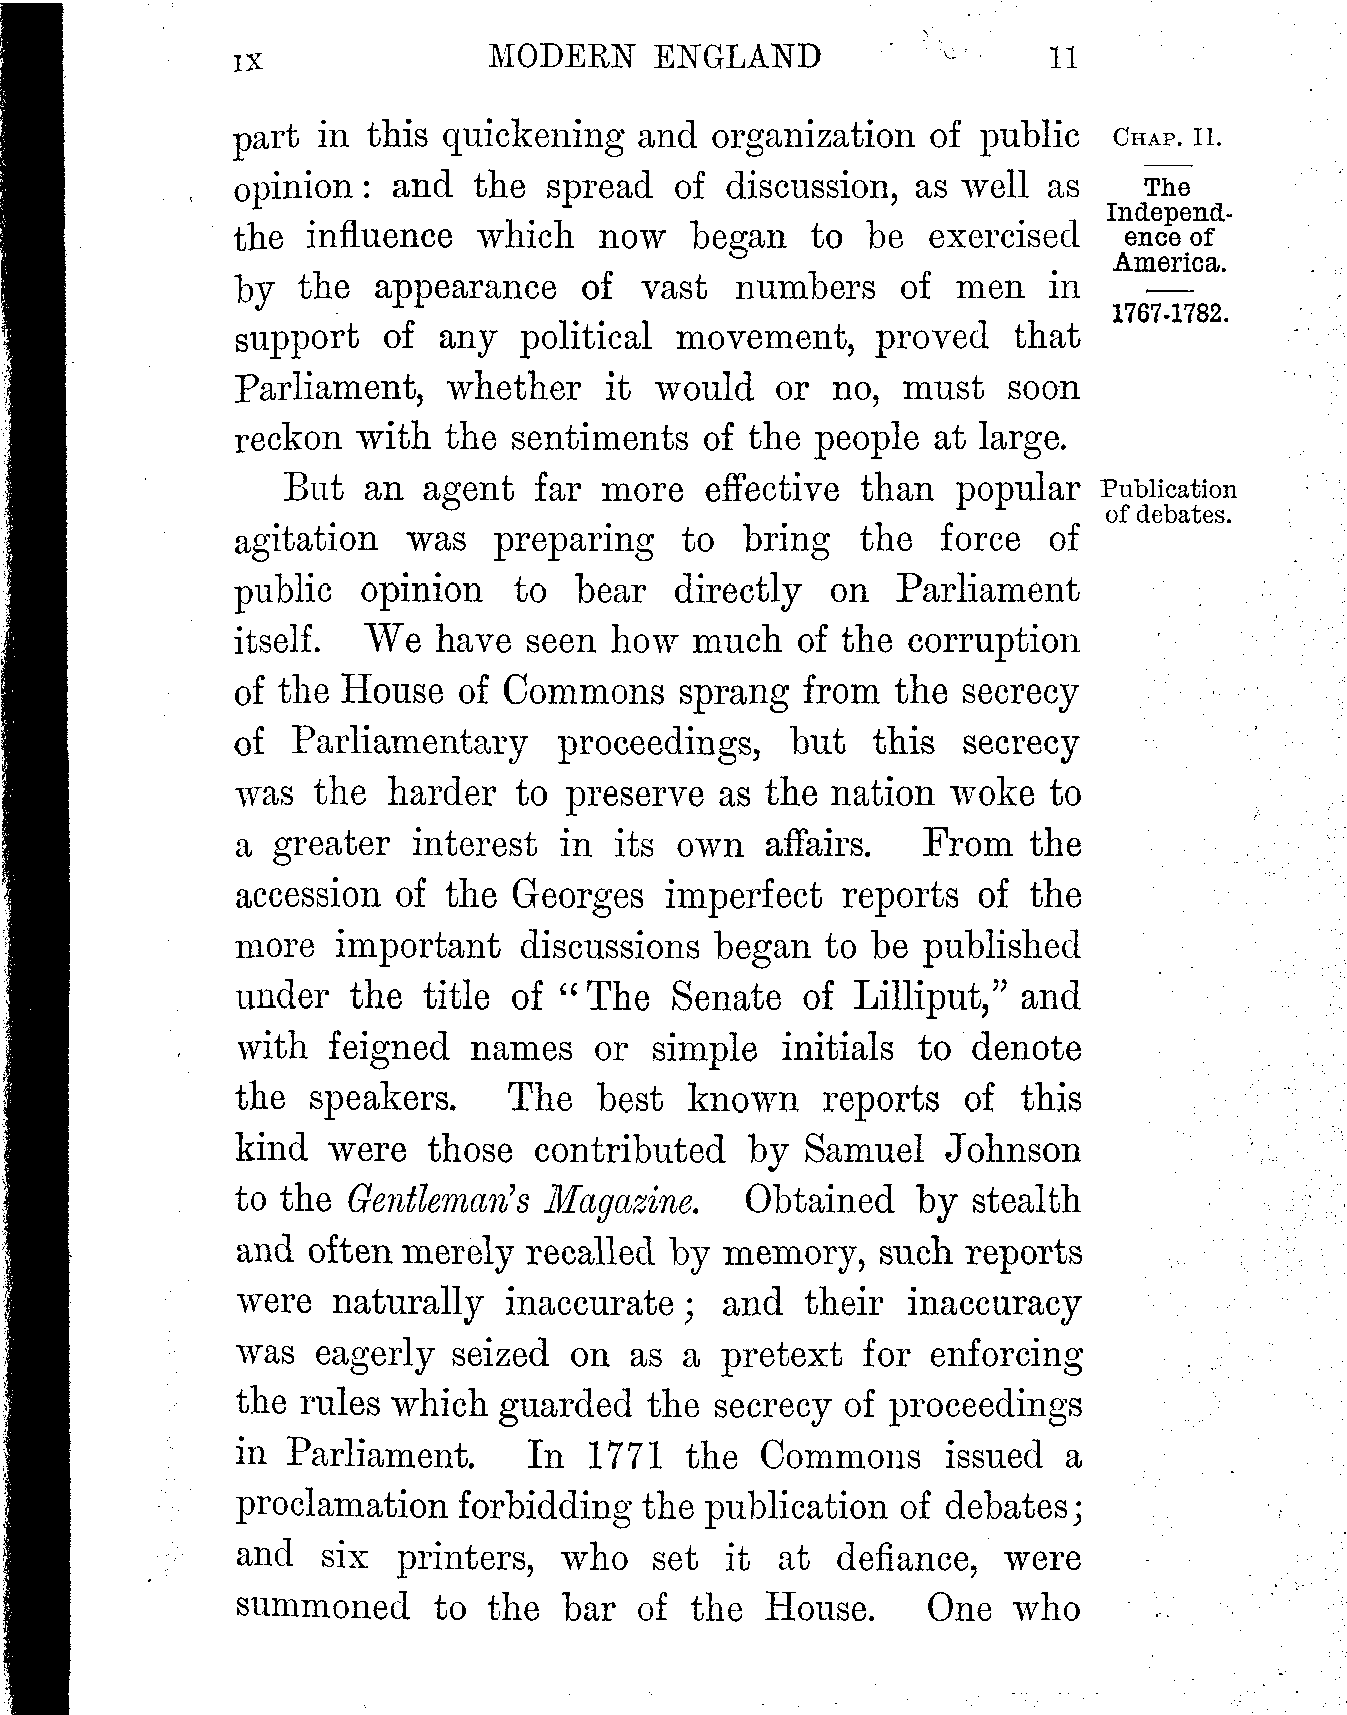 IX MODERN ENGLAND 11
part in this quickening and organization of public
opinion: and the spread of discussion, as well as
the influence which now began to be exercised
by the appearance of vast numbers of men in
support of any political movement, proved that
Parliament, whether it would or no, must soon
reckon with the sentiments of the people at large.
But an agent far more effective than popular
agitation was preparing to bring the force of
public opinion to bear directly on Parliament
itself. We have seen how much of the corruption
of the House of Commons sprang from the secrecy
of Parliamentary proceedings, but this secrecy
was the harder to preserve as the nation woke to
a greater interest in its own affairs. From the
accession of the Georges imperfect reports of the
more important discussions began to be published
under the title of "The Senate of Lilliput," and
with feigned names or simple initials to denote
the speakers. The best known reports of this
kind were those contributed by Samuel Johnson
to the Gentleman's Magazine. Obtained by stealth
and often merely recalled by memory, such reports
were naturally inaccurate; and their inaccuracy
was eagerly seized on as a pretext for enforcing
the rules which guarded the secrecy of proceedings
in Parliament. In 1771 the Commons issued a
proclamation forbidding the publication of debates;
and six printers, who set it at defiance, were
summoned to the bar of the House. One who
CHAP. II.
The
Independ-
ence of
America.
1767-1782.
Publication
of debates.